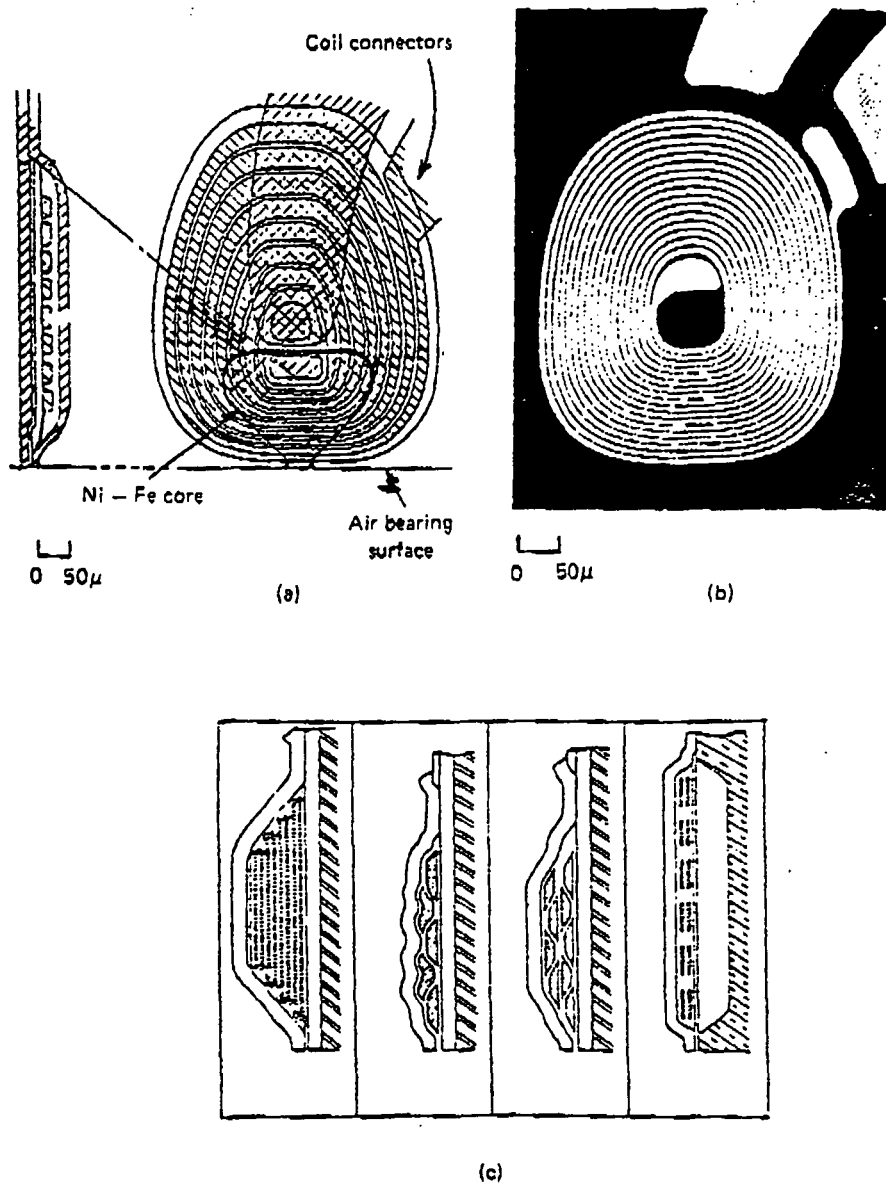 Coil connectors
Ni – Fe core
Air bearing
surface
0 50μ
(a)
0 50μ
(b)
(c)